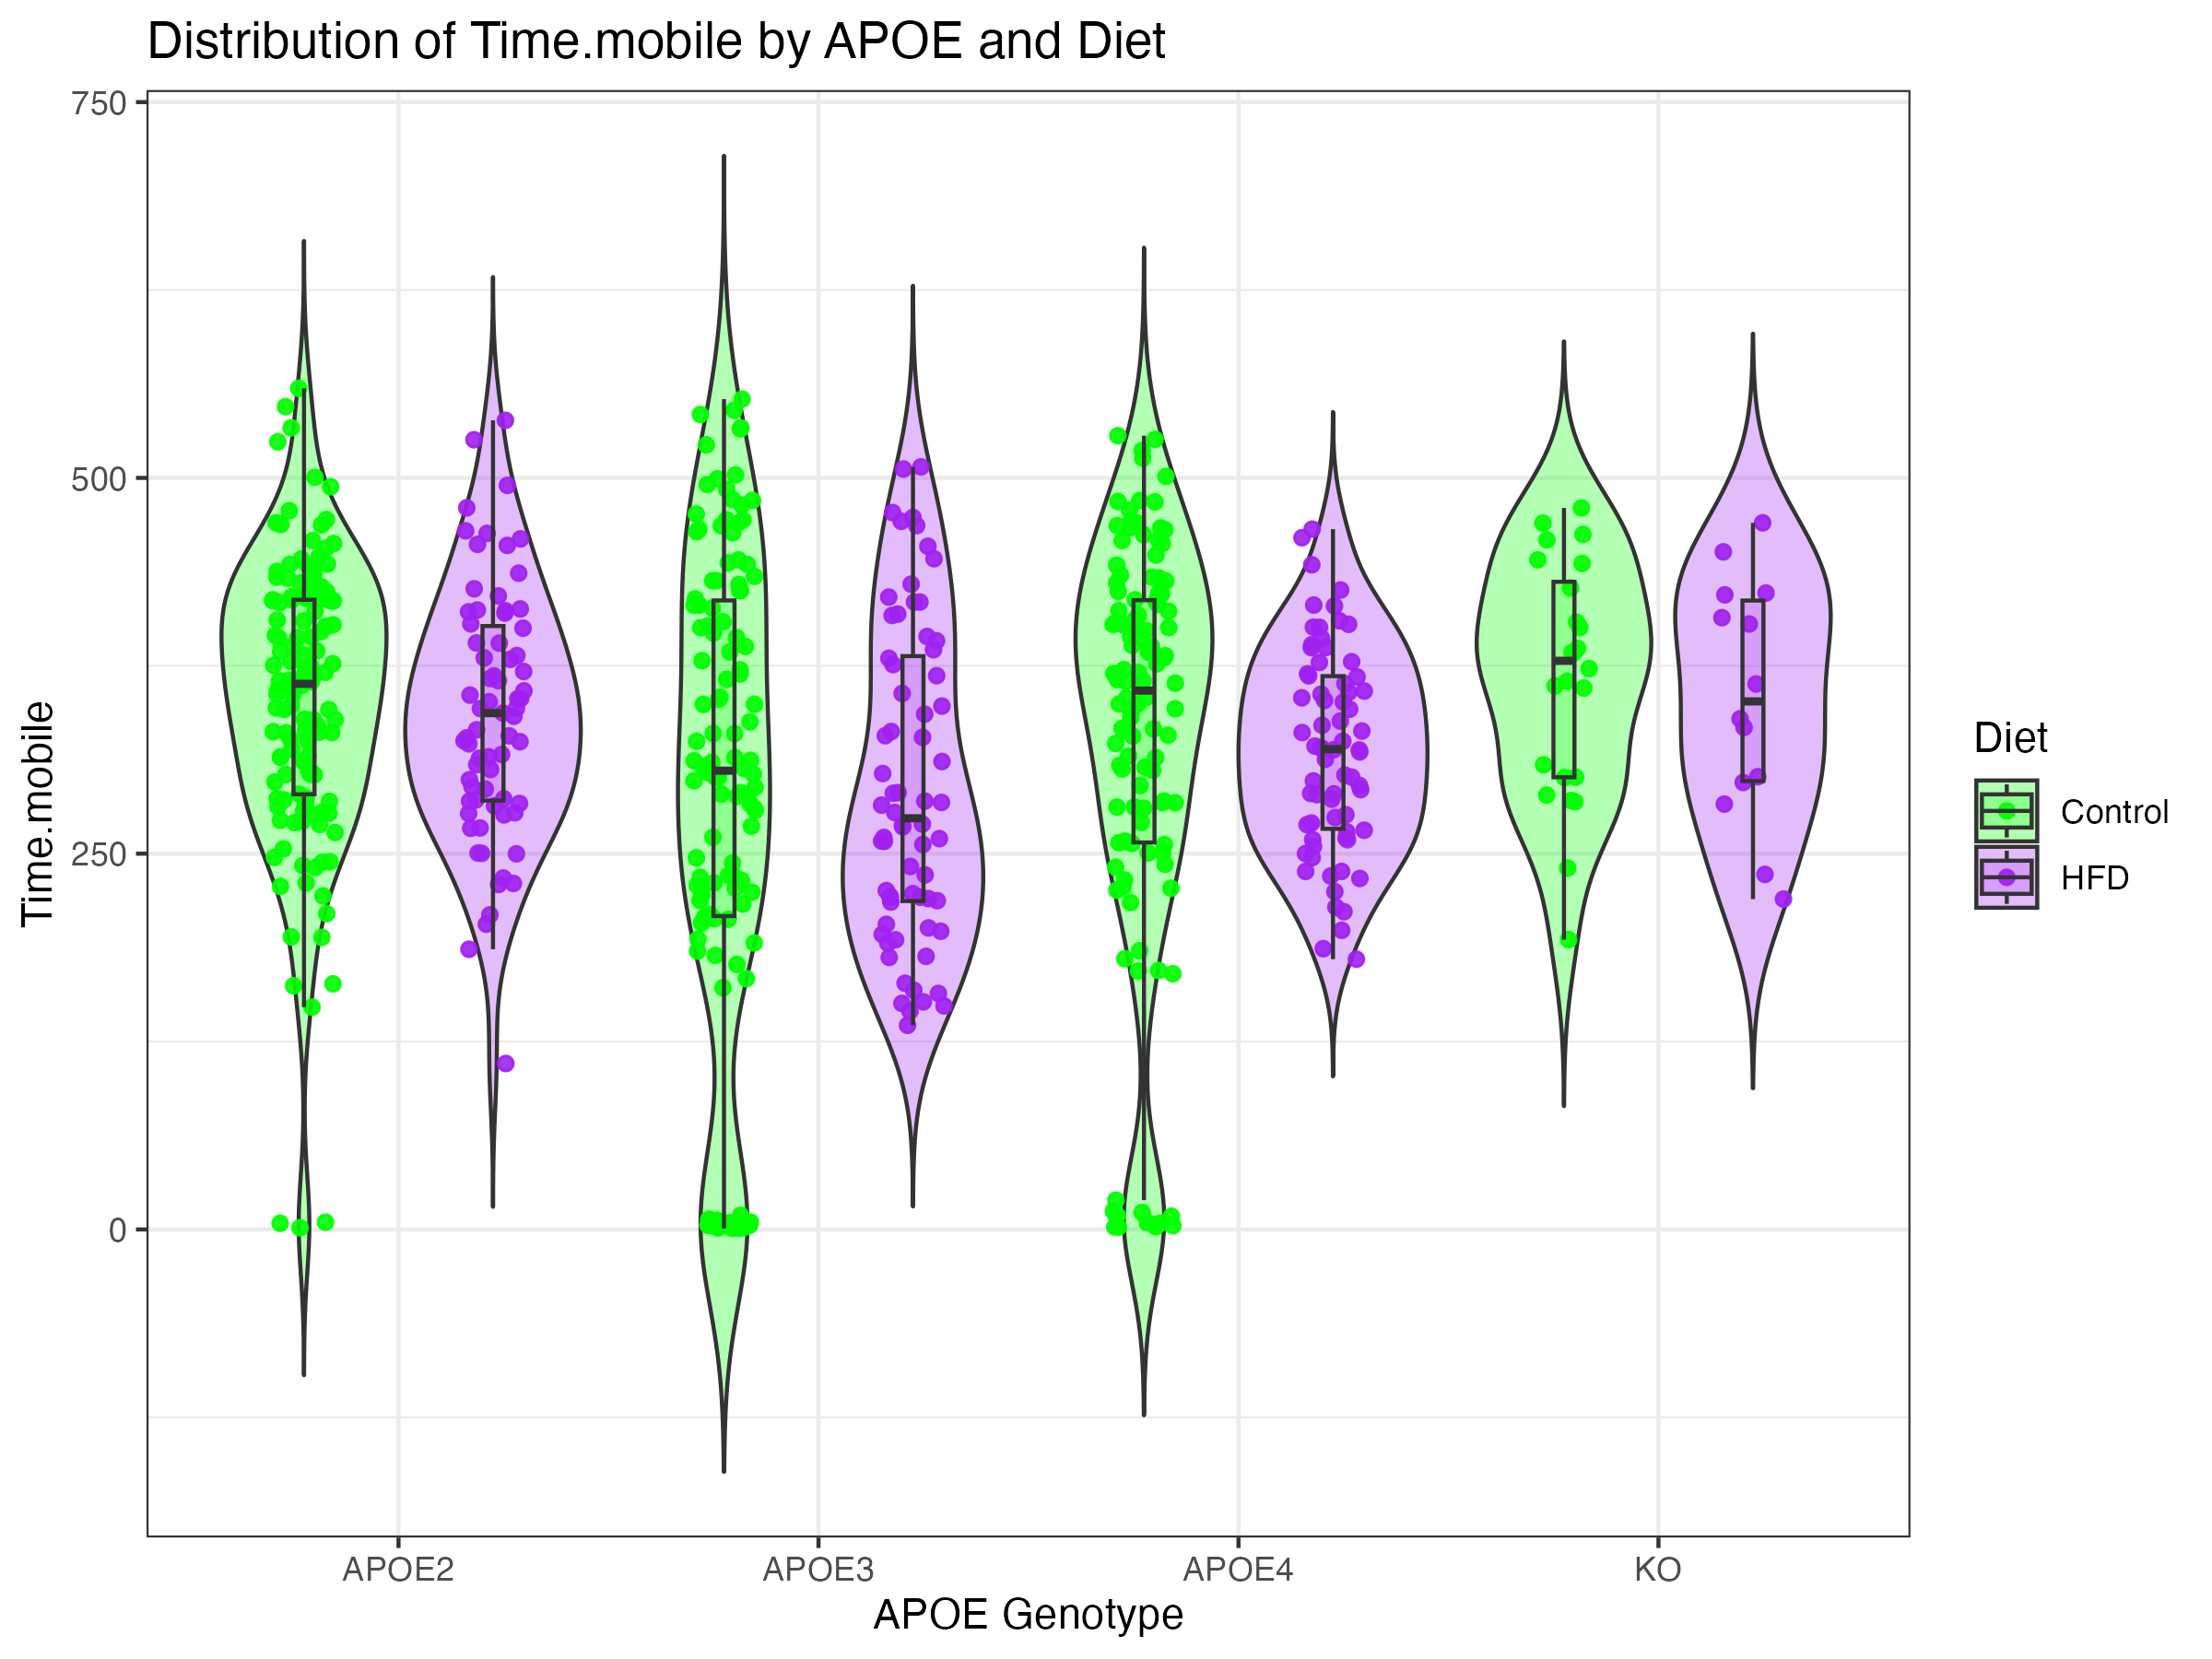 Distribution of Time.mobile by APOE and Diet
750
500
250
0
Time.mobile
APOE2
APOE3
APOE4
KO
APOE Genotype
Diet
Control
HFD